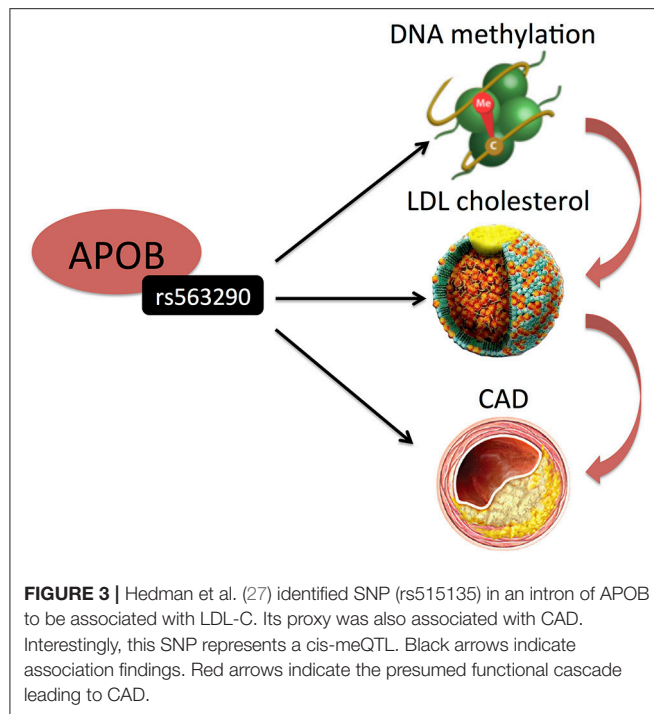 DNA methylation
Me
C
LDL cholesterol
APOB
rs563290
CAD
FIGURE 3 | Hedman et al. (27) identified SNP (rs515135) in an intron of APOB
to be associated with LDL-C. Its proxy was also associated with CAD.
Interestingly, this SNP represents a cis-meQTL. Black arrows indicate
association findings. Red arrows indicate the presumed functional cascade
leading to CAD.